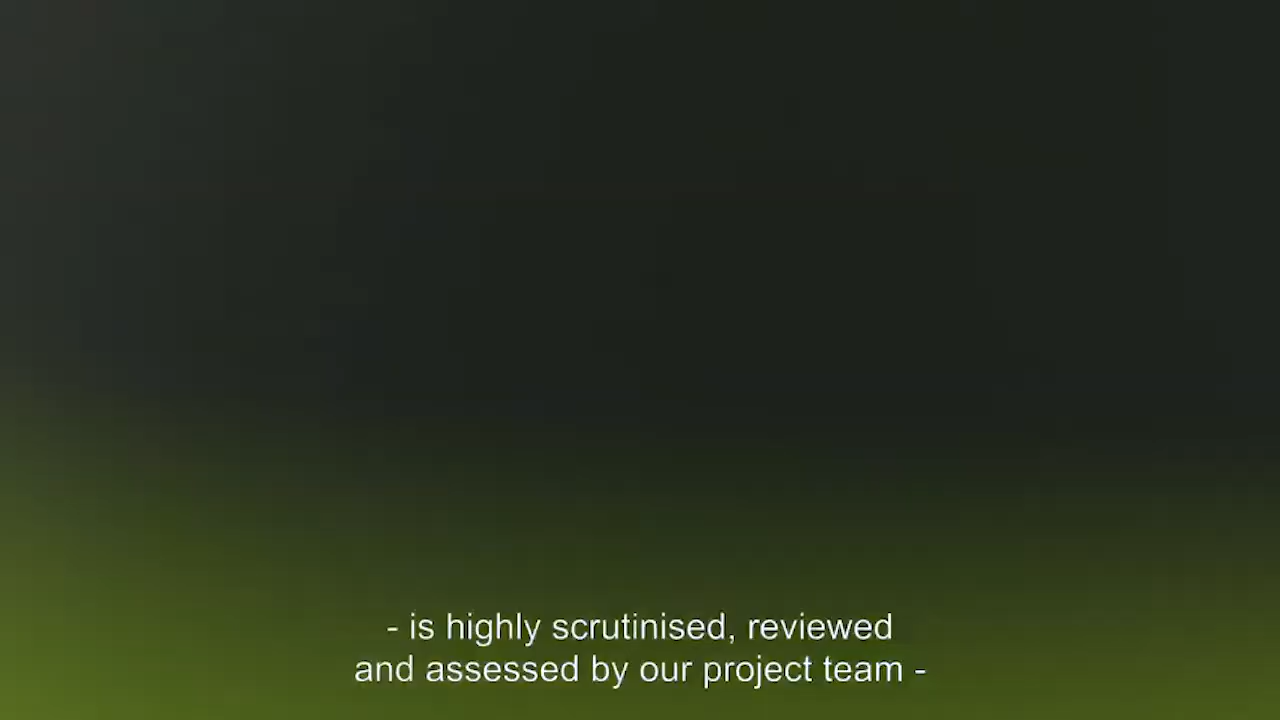 - is highly scrutinised, reviewed
and assessed by our project team -